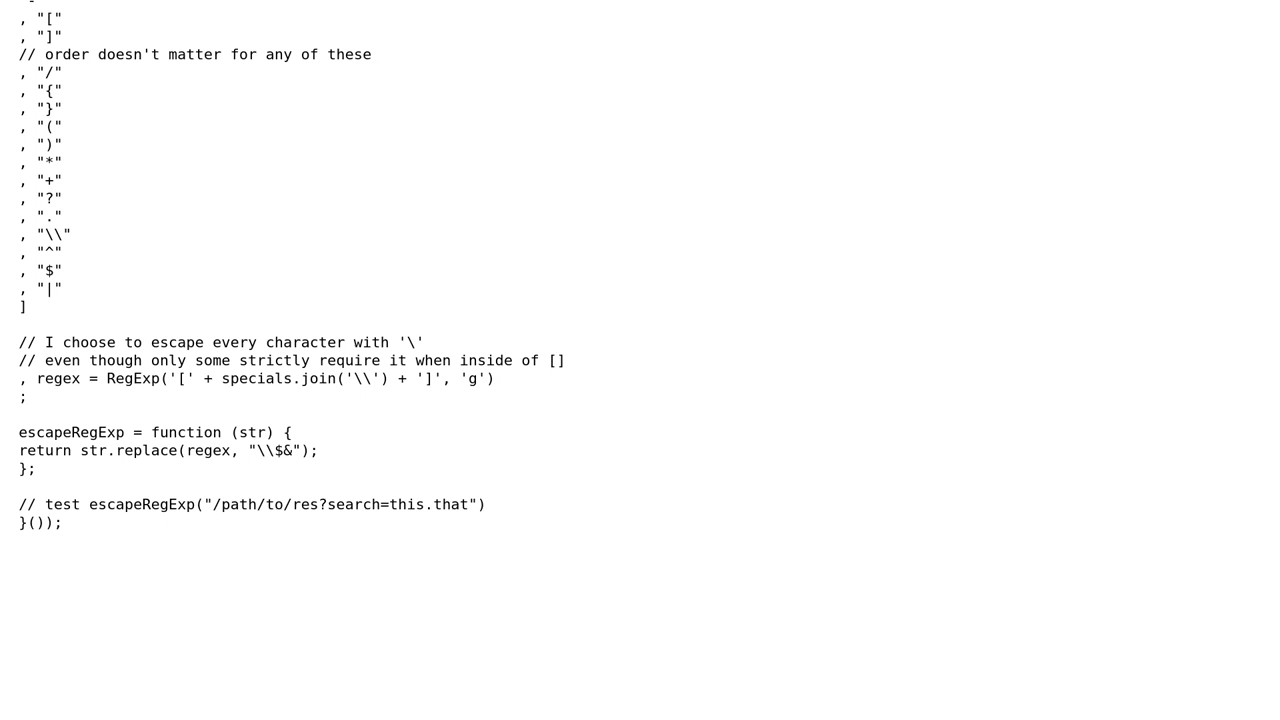 , "["
, "]"
// order doesn't matter for any of these
, "/"
, "{"
, "}"
, "("
, ")"
, "*"
, "+"
, "?"
, "."
, "\\"
, "^"
, "$"
, "|"
]
// I choose to escape every character with '\'
// even though only some strictly require it when inside of []
, regex = RegExp('[' + specials.join('\\') + ']', 'g')
;
escapeRegExp = function (str) {
return str.replace(regex, "\\$&");
};
// test escapeRegExp("/path/to/res?search=this.that")
}());